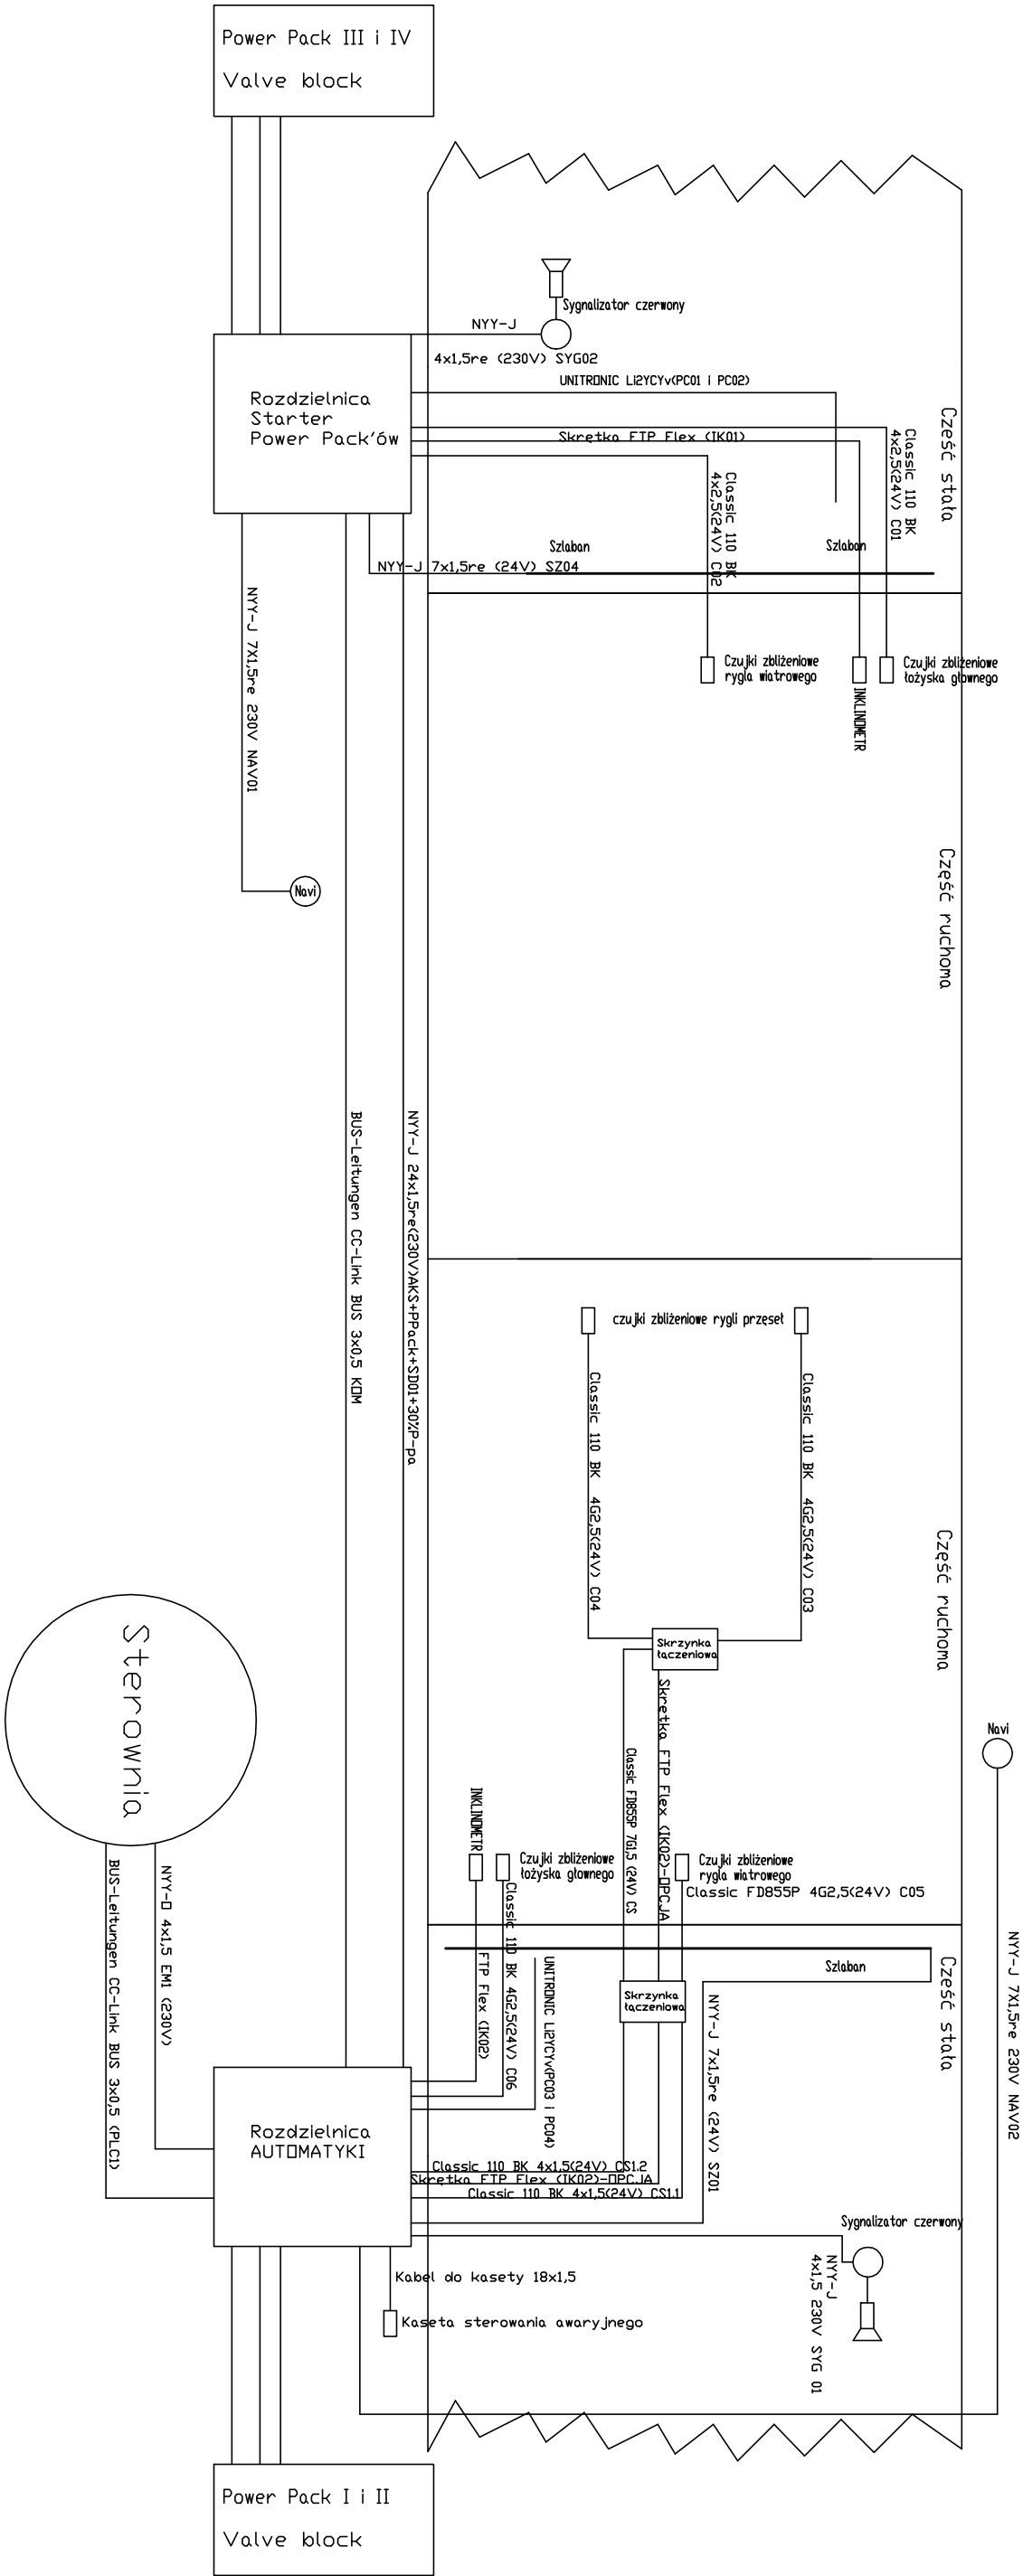 Power Pack III i IV
Valve block
Sygnalizator czerwony
NYY-J
4x1,5re (230V) SYG02
Rozdzielnica
Starter
Power Pack'ów
UNITRONIC Li2YCYv(PC01 i PC02)
Skrętka FTP Flex (IK01)
Classic 110 BK
4x2,5(24V) C01
Cześć stała
Classic 110 BK
4x2,5(24V) C02
Szlaban
Szlaban
NYY-J 7x1,5re (24V) SZ04
NYY-J 7X1,5re 230V NAV01
Czujki zbliżeniowe
rygla wiatrowego
INKLINOMETR
Czujki zbliżeniowe
łożyska głownego
Navi
Część ruchoma
BUS-Leitungen CC-Link BUS 3x0,5 KOM
NYY-J 24x1,5re(230V)AKS+PPack+SD01+30%P-pa
czujki zbliżeniowe rygli przęseł
Classic 110 BK 4G2,5(24V) C04
Classic 110 BK 4G2,5(24V) C03
Część ruchoma
Skrzynka
łączeniowa
Sterownia
Skretka FTP Flex (IK02)-OPCJA
Classic FD855P 7G1,5 (24V) CS
Navi
INKLINOMETR
Czujki zbliżeniowe
łożyska głownego
Czujki zbliżeniowe
rygla wiatrowego
Classic FD855P 4G2,5(24V) C05
BUS-Leitungen CC-Link BUS 3x0,5 (PLC1)
NYY-O 4x1,5 EM1 (230V)
FTP Flex (IK02)
Classic 110 BK 4G2,5(24V) C06
UNITRONIC Li2YCYv(PC03 i PC04)
Szlaban
Cześć stała
NYY-J 7X1,5re 230V NAV02
Skrzynka
łączeniowa
NYY-J 7x1,5re (24V) SZ01
Rozdzielnica
AUTOMATYKI
Classic 110 BK 4x1,5(24V) CS1.2
Skrętka FTP Flex (IK02)-OPCJA
Classic 110 BK 4x1,5(24V) CS1.1
Sygnalizator czerwony
NYY-J
4x1,5 230V SYG 01
Kabel do kasety 18x1,5
Kaseta sterowania awaryjnego
Power Pack I i II
Valve block